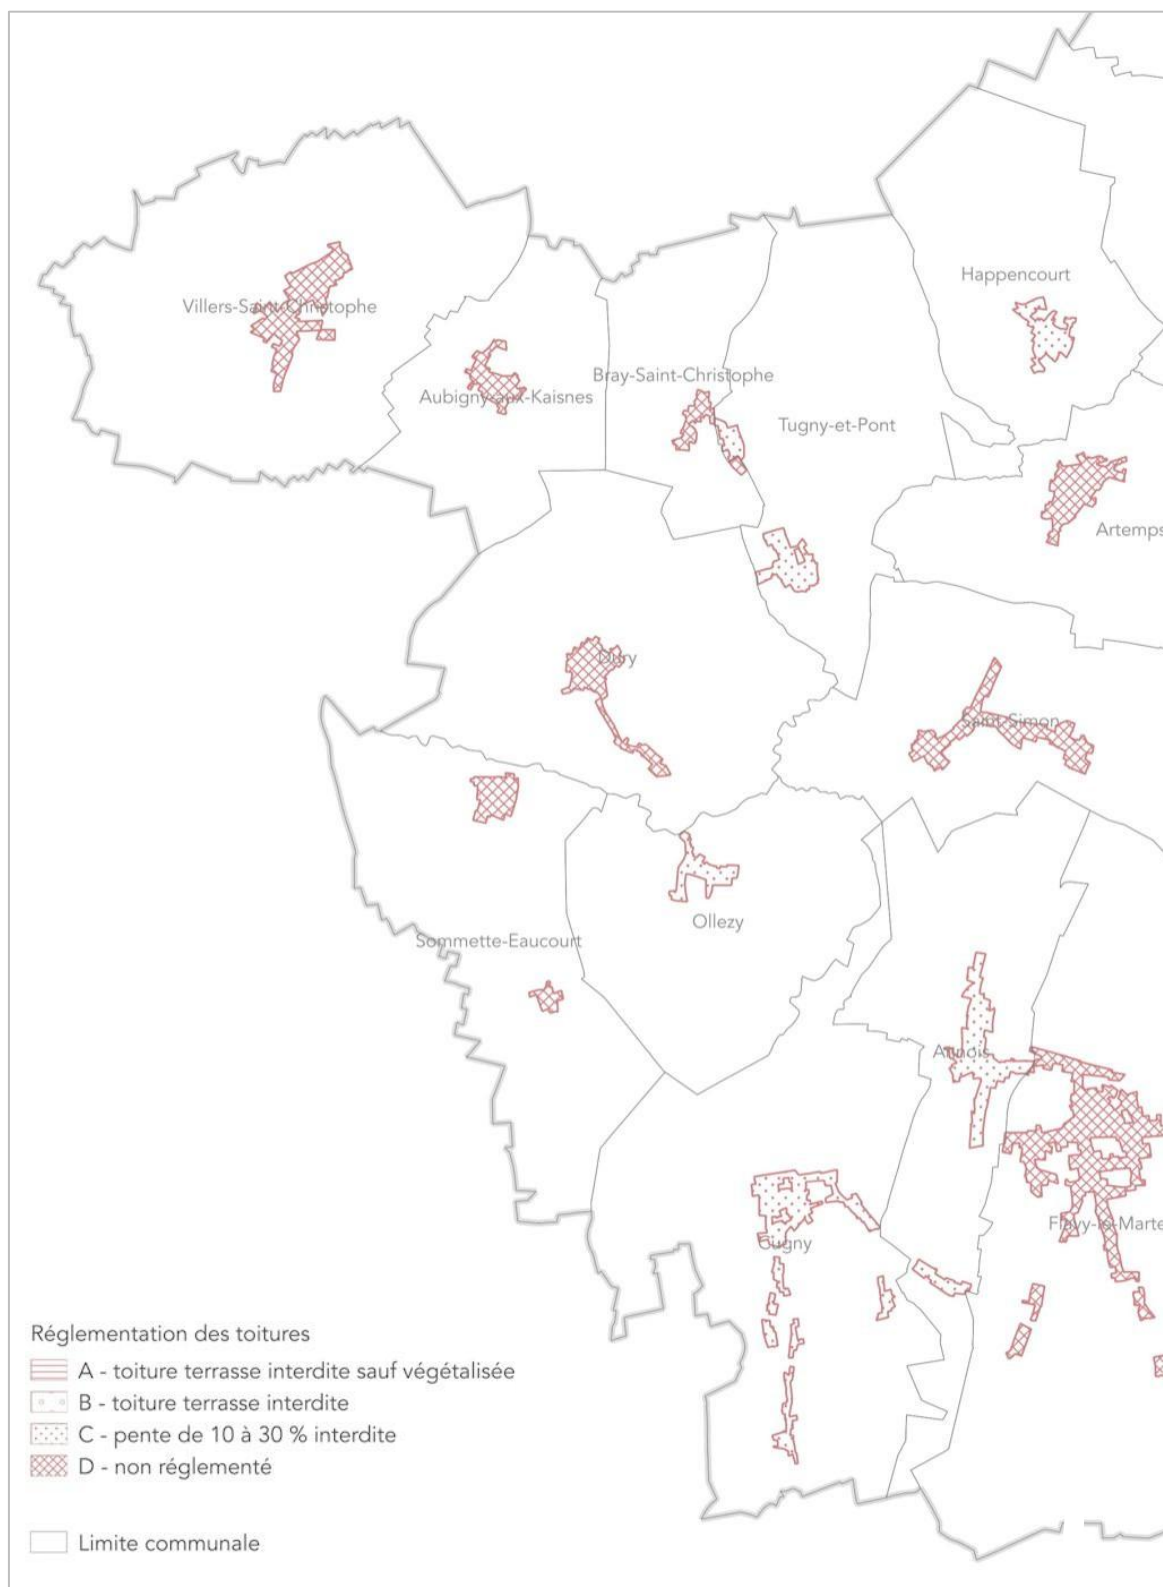 Happencourt
Villers-Saint-Christophe
Bray-Saint-Christophe
Aubigny-aux-Kaisnes
Tugny-et-Pont
Artemps
Dury
Saint-Simon
Ollezy
Sommette-Eaucourt
Annois
Flavy-le-Marte
Cugny
Réglementation des toitures
A - toiture terrasse interdite sauf végétalisée
B - toiture terrasse interdite
C - pente de 10 à 30 % interdite
D - non réglementé
Limite communale